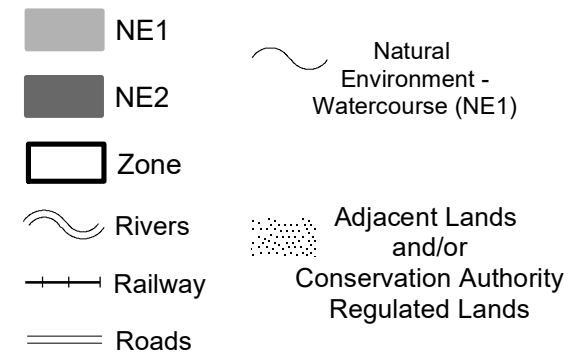 NE1
NE2
Zone
Rivers
Railway
Roads
Natural
Environment -
Watercourse (NE1)
Adjacent Lands
and/or
Conservation Authority
Regulated Lands